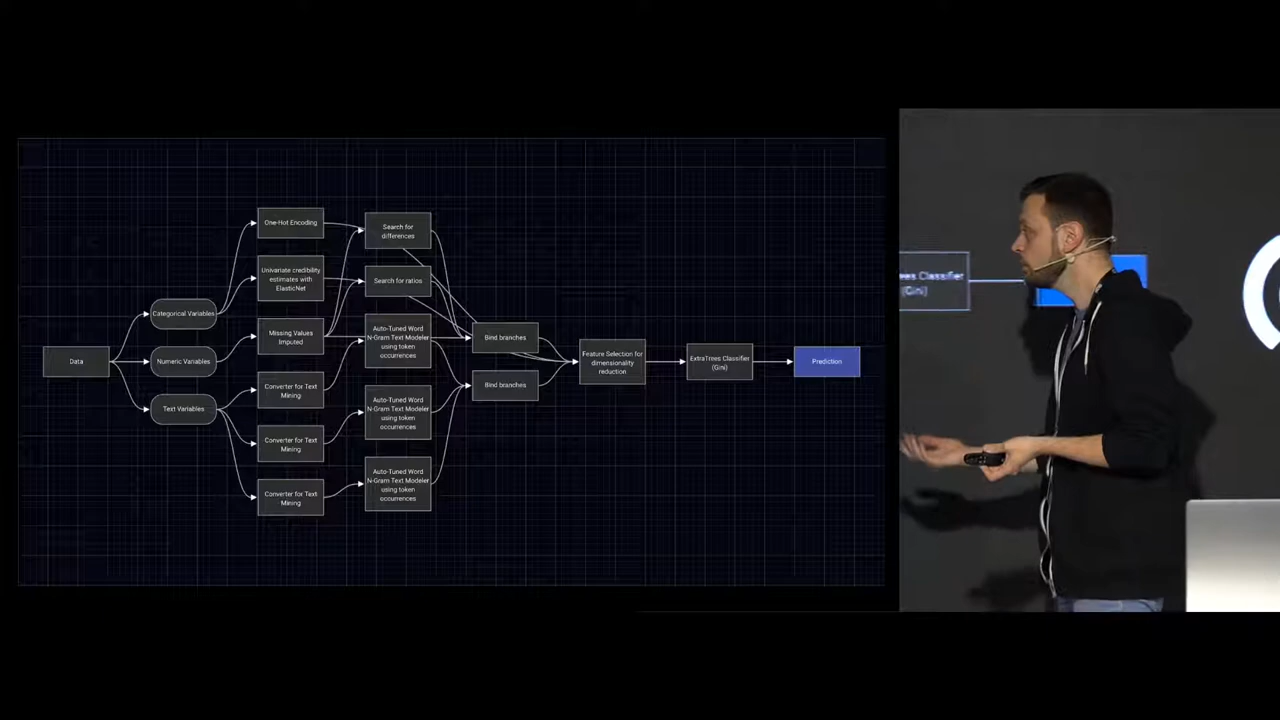 Data
Categorical Variables
Numeric Variables
Text Variables
One-Hot Encoding
Univariate credibility
estimates with
ElasticNet
Missing Values
Imputed
Converter for Text
Mining
Converter for Text
Mining
Converter for Text
Mining
Search for
differences
Search for ratios
Auto-Tuned Word
N-Gram Text Modeler
using token
occurrences
Auto-Tuned Word
N-Gram Text Modeler
using token
occurrences
Auto-Tuned Word
N-Gram Text Modeler
using token
occurrences
Bind branches
Bind branches
Feature Selection for
dimensionality
reduction
ExtraTrees Classifier
(Gini)
Prediction
Classifier
(Gini)